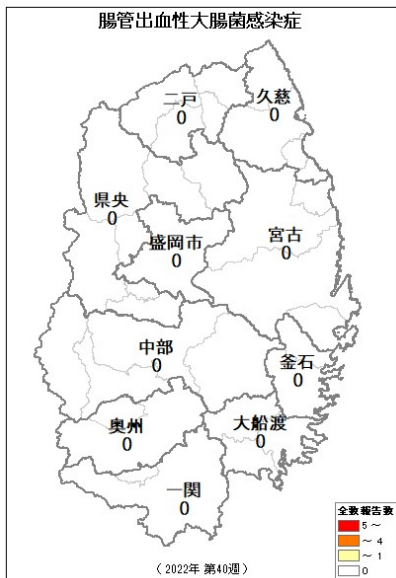 腸管出血性大腸菌感染症
二戸
0
久慈
0
県央
0
盛岡市
0
宮古
0
中部
0
釜石
0
奥州
0
大船渡
0
一関
0
全数報告数
5 ～
～ 4
～ 1
0
（ 2022年 第40週 ）